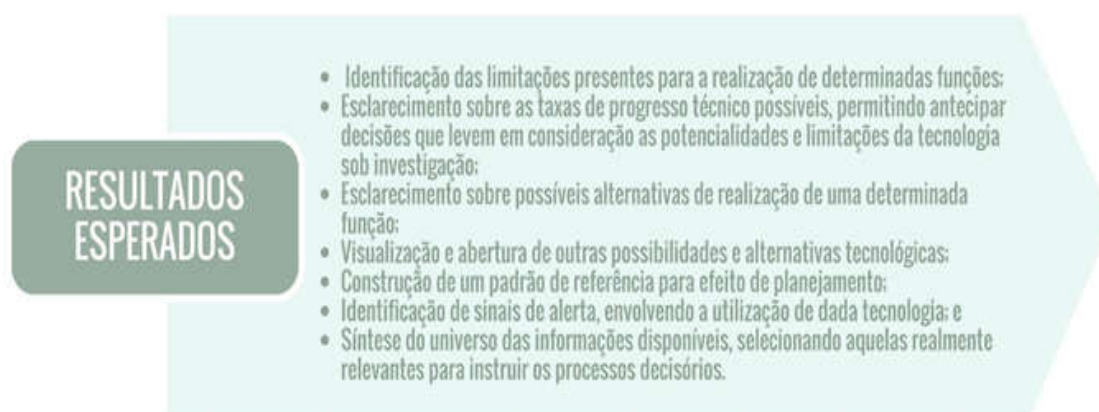 RESULTADOS
ESPERADOS
• Identificação das limitações presentes para a realização de determinadas funções;
• Esclarecimento sobre as taxas de progresso técnico possíveis, permitindo antecipar
decisões que levem em consideração as potencialidades e limitações da tecnologia
sob investigação;
• Esclarecimento sobre possíveis alternativas de realização de uma determinada
função;
• Visualização e abertura de outras possibilidades e alternativas tecnológicas;
• Construção de um padrão de referência para efeito de planejamento;
• Identificação de sinais de alerta, envolvendo a utilização de dada tecnologia; e
• Síntese do universo das informações disponíveis, selecionando aquelas realmente
relevantes para instruir os processos decisórios.